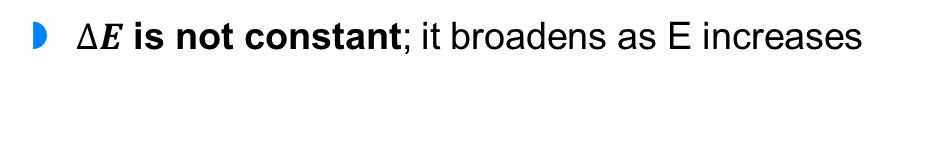 Δ𝑬 is not constant; it broadens as E increases